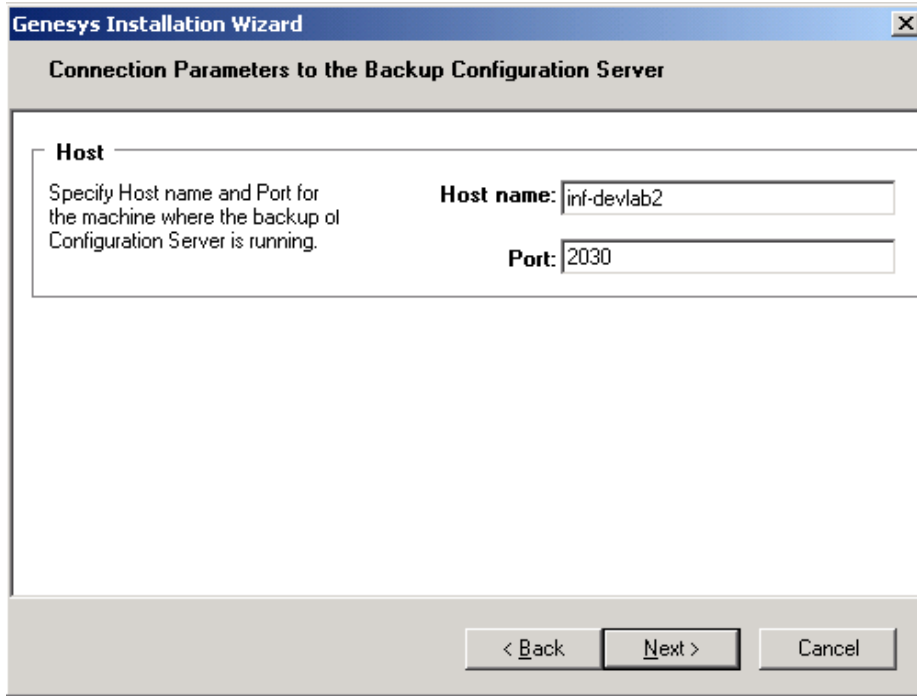 Genesys Installation Wizard
Connection Parameters to the Backup Configuration Server
Host
Specify Host name and Port for
the machine where the backup of
Configuration Server is running.
Host name: inf-devlab2
Port: 2030
< Back
Next >
Cancel